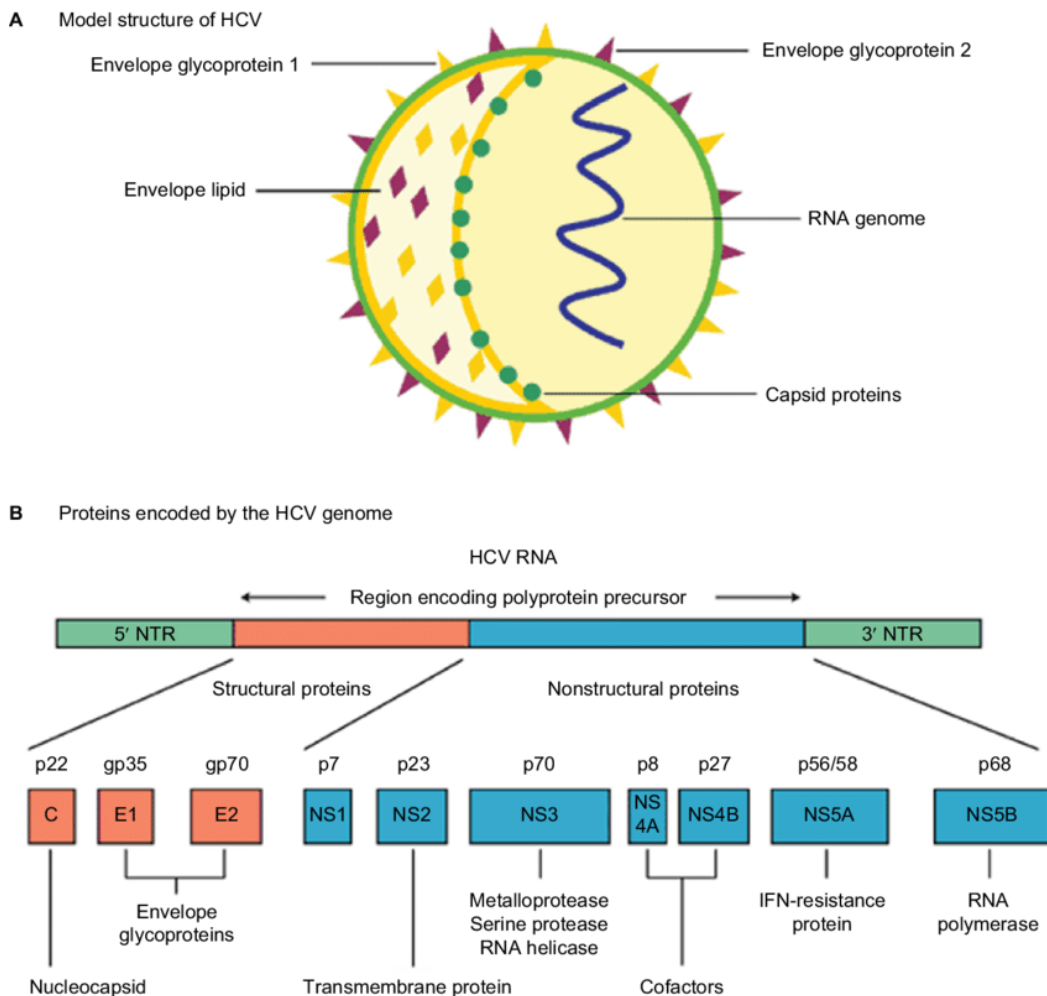 A Model structure of HCV
Envelope glycoprotein 1
Envelope glycoprotein 2
Envelope lipid
RNA genome
Capsid proteins
B Proteins encoded by the HCV genome
HCV RNA
Region encoding polyprotein precursor
5′ NTR
3′ NTR
Structural proteins
Nonstructural proteins
p22 gp35 gp70 p7 p23 p70 p8 p27 p56/58 p68
C E1 E2 NS1 NS2 NS3 NS
4A NS4B NS5A NS5B
Envelope
glycoproteins
Metalloprotease
Serine protease
RNA helicase
IFN-resistance
protein
RNA
polymerase
Nucleocapsid
Transmembrane protein
Cofactors